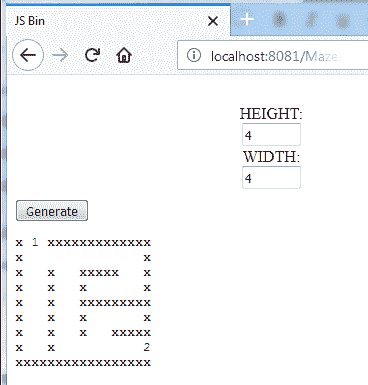 JS Bin
localhost:8081/Maze
HEIGHT:
4
WIDTH:
4
Generate
x 1 xxxxxxxxxxxxx
x               x
x   x   xxxxx   x
x   x   x       x
x   x   xxxxxxxxx
x   x   x       x
x   x   x   xxxxx
x   x           2
xxxxxxxxxxxxxxxxx